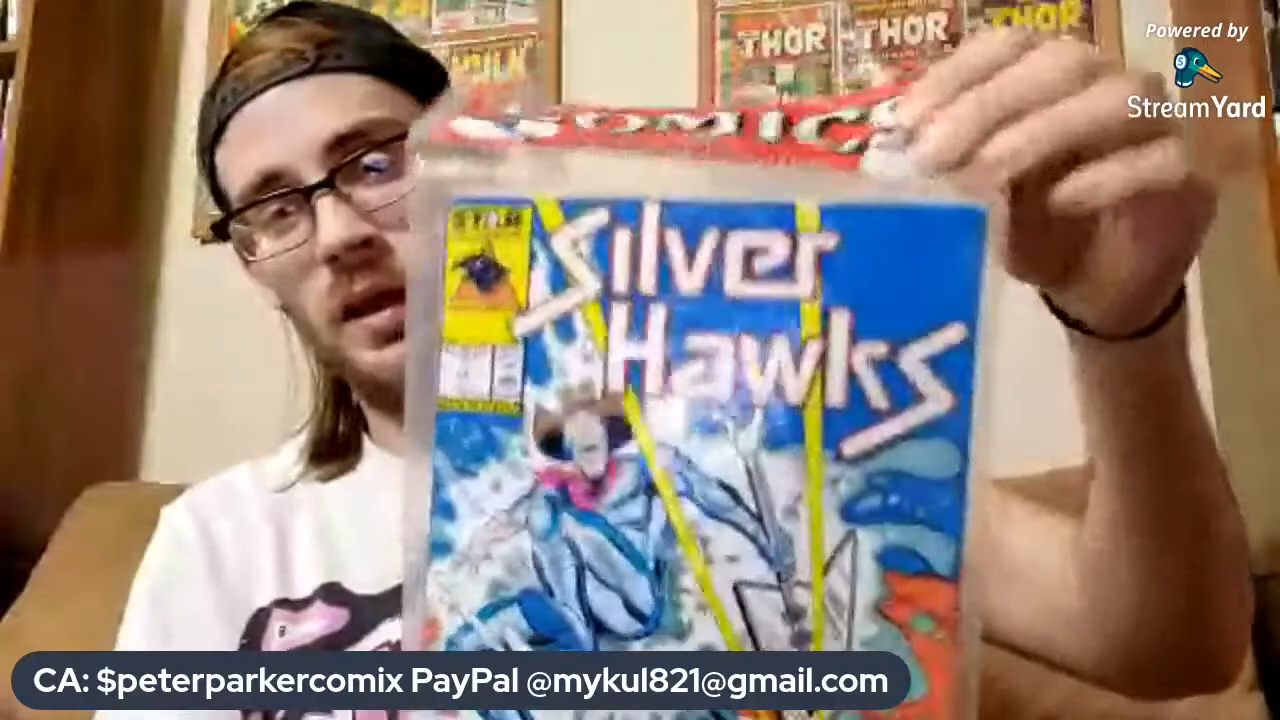 THOR
THOR
THOR
Powered by
StreamYard
COMICS
Silver
Hawks
CA: $peterparkercomix PayPal @mykul821@gmail.com